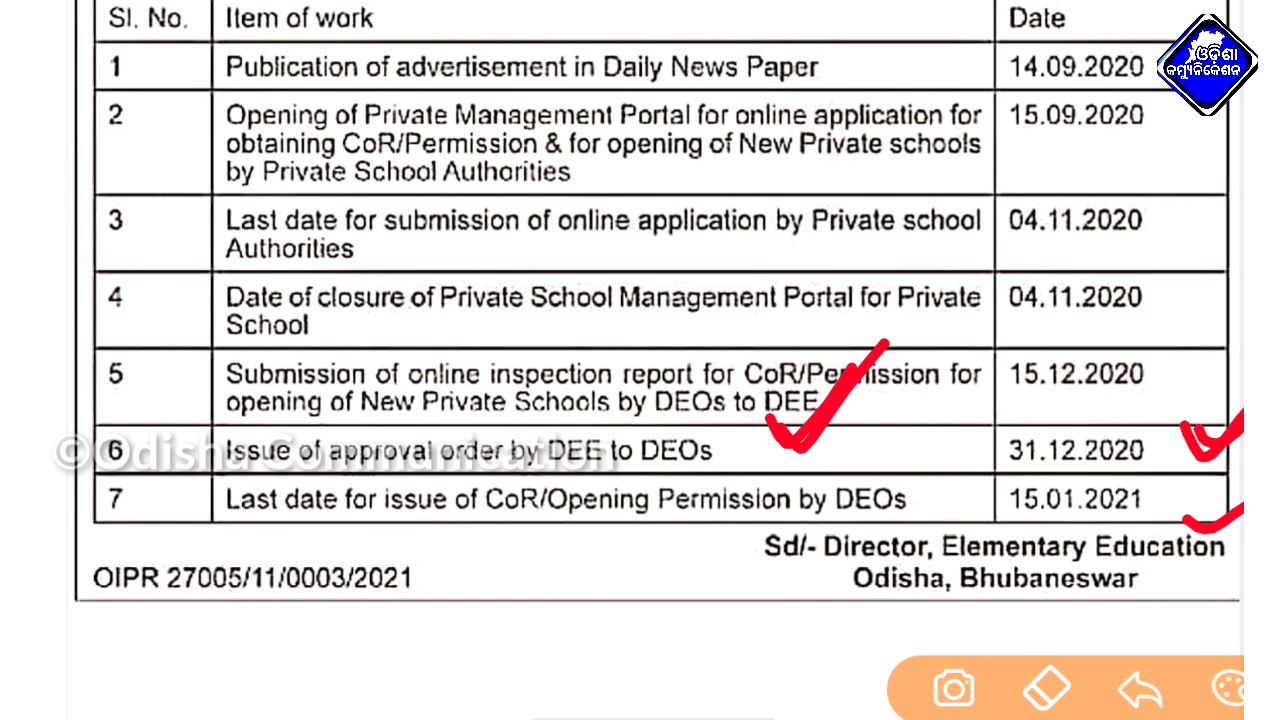 Sl. No. Item of work Date
ଓଡ଼ିଶା
କମ୍ୟୁନିକେଶନ
1 Publication of advertisement in Daily News Paper 14.09.2020
2 Opening of Private Management Portal for online application for 15.09.2020
obtaining CoR/Permission & for opening of New Private schools
by Private School Authorities
3 Last date for submission of online application by Private school 04.11.2020
Authorities
4 Date of closure of Private School Management Portal for Private 04.11.2020
School
5 Submission of online inspection report for CoR/Permission for 15.12.2020
opening of New Private Schools by DEOs to DEE
©Odisha Communication
6 Issue of approval order by DEE to DEOs 31.12.2020
7 Last date for issue of CoR/Opening Permission by DEOs 15.01.2021
Sd/- Director, Elementary Education
OIPR 27005/11/0003/2021 Odisha, Bhubaneswar